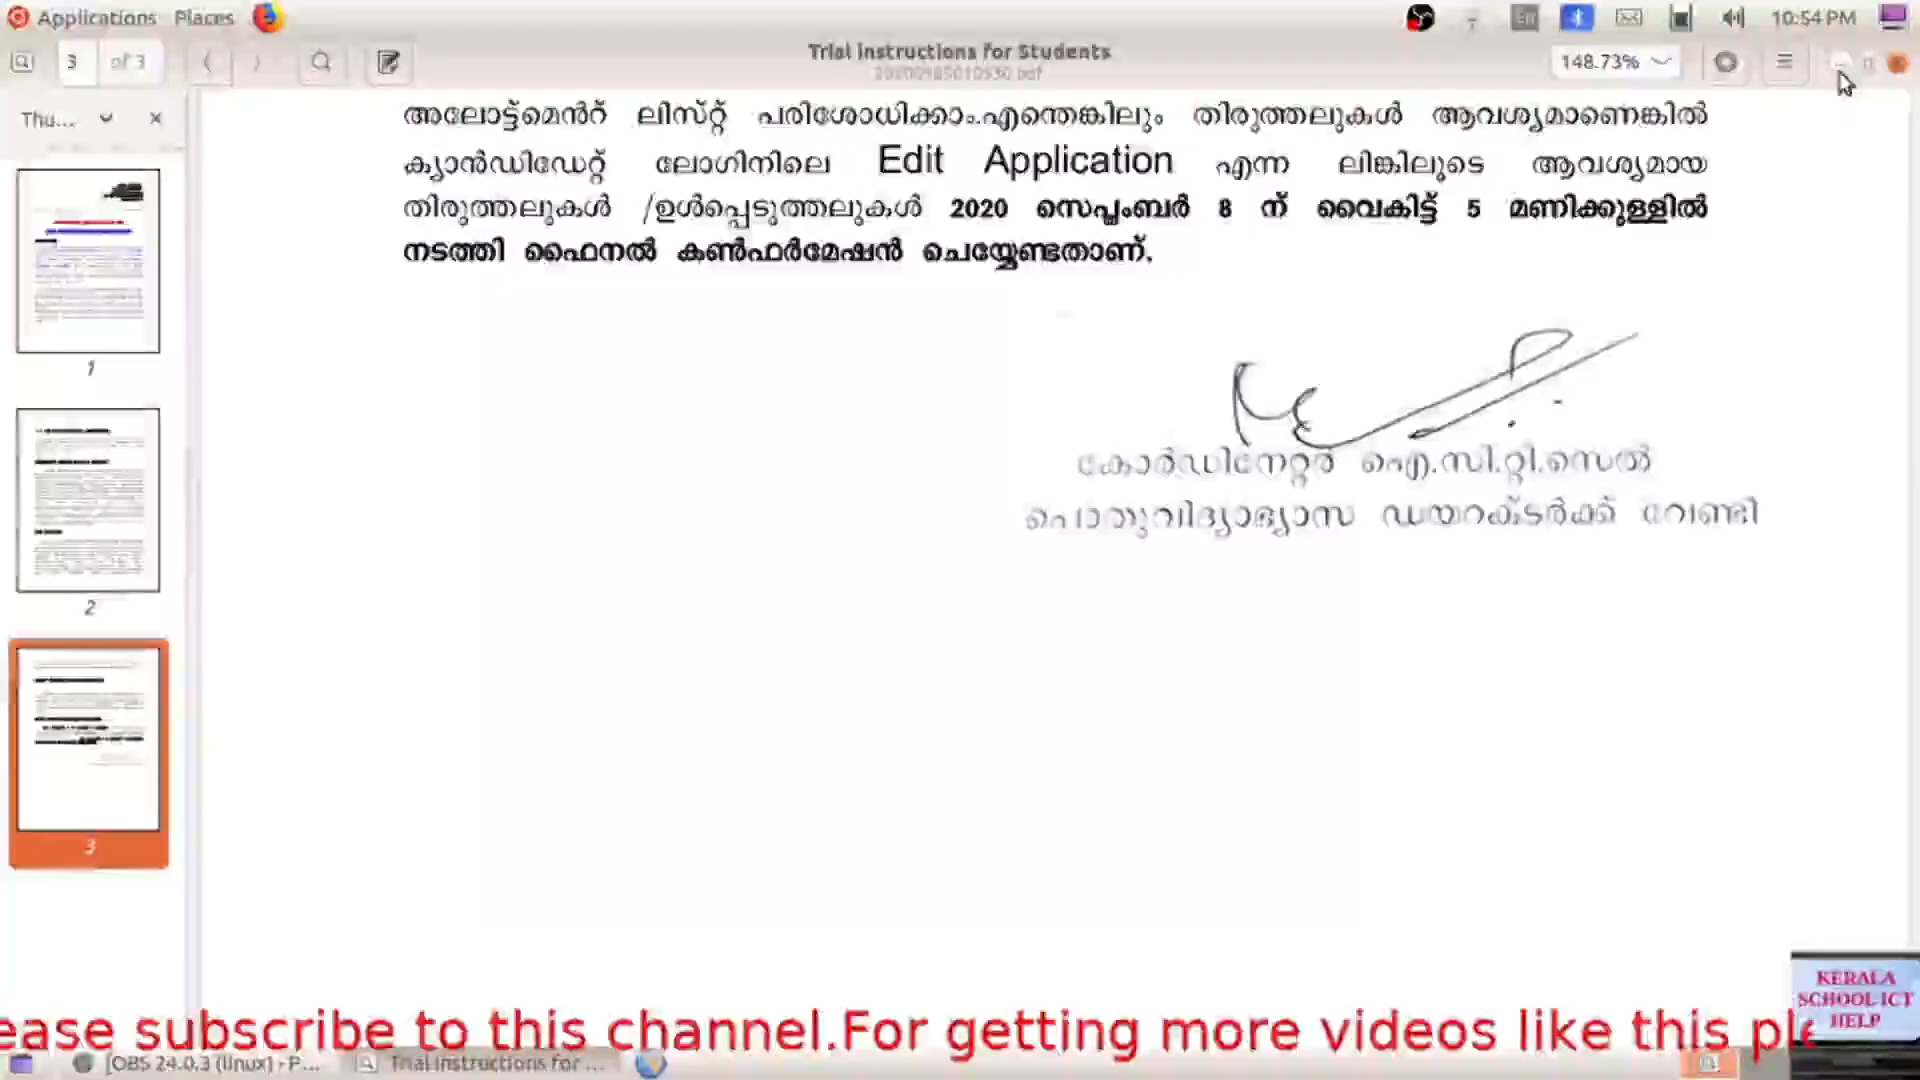 Applications Places 10:54 PM
3 of 3
Trial instructions for Students
148.73%
Thu...
അലോട്ട്മെൻറ് ലിസ്റ്റ് പരിശോധിക്കാം.എന്തെങ്കിലും തിരുത്തലുകൾ ആവശ്യമാണെങ്കിൽ
ക്യാൻഡിഡേറ്റ് ലോഗിനിലെ Edit Application എന്ന ലിങ്കിലൂടെ ആവശ്യമായ
തിരുത്തലുകൾ /ഉൾപ്പെടുത്തലുകൾ 2020 സെപ്തംബർ 8 ന് വൈകിട്ട് 5 മണിക്കുള്ളിൽ
നടത്തി ഫൈനൽ കൺഫർമേഷൻ ചെയ്യേണ്ടതാണ്.
കോർഡിനേറ്റർ ഐ.സി.റ്റി.സെൽ
പൊതുവിദ്യാഭ്യാസ ഡയറക്ടർക്ക് വേണ്ടി
1
2
3
KERALA
SCHOOL ICT
HELP
ease subscribe to this channel.For getting more videos like this
[OBS 24.0.3 (linux) - P... Trial instructions for ...